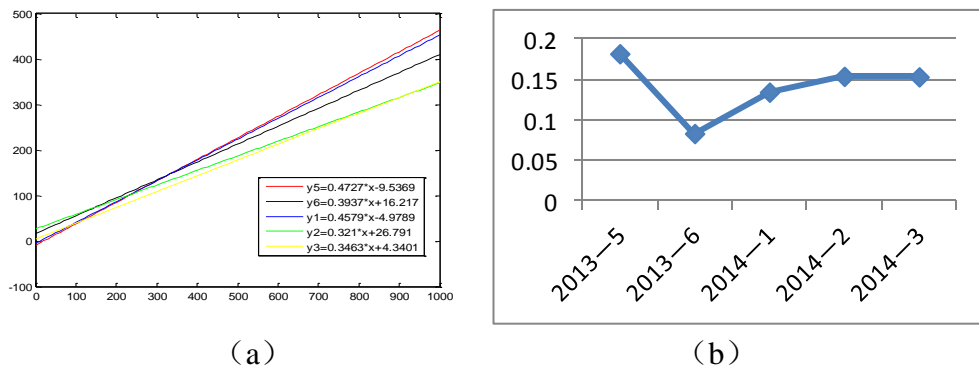 500
400
300
200
100
0
-100
0 100 200 300 400 500 600 700 800 900 1000
y5=0.4727*x-9.5369
y6=0.3937*x+16.217
y1=0.4579*x-4.9789
y2=0.321*x+26.791
y3=0.3463*x+4.3401
(a)
0.2
0.15
0.1
0.05
0
2013—5 2013—6 2014—1 2014—2 2014—3
(b)